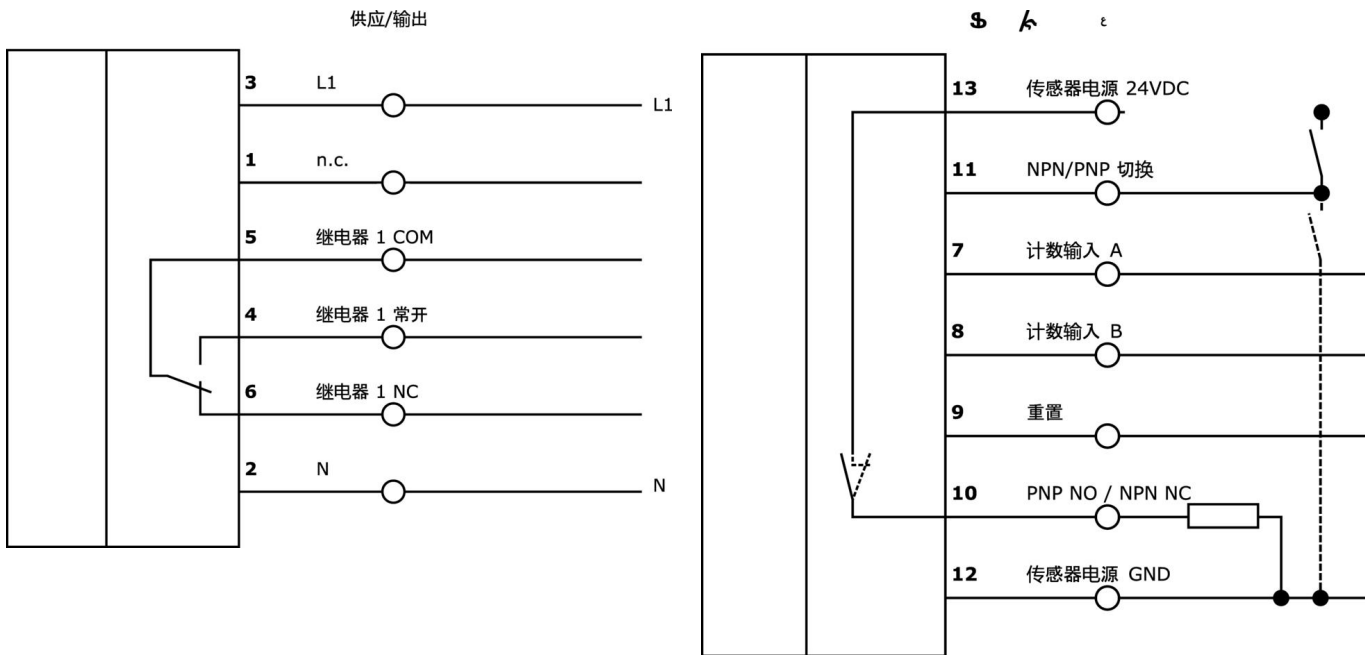 供应/输出
3 L1 L1
1 n.c.
5 继电器 1 COM
4 继电器 1 常开
6 继电器 1 NC
2 N N
13 传感器电源 24VDC
11 NPN/PNP 切换
7 计数输入 A
8 计数输入 B
9 重置
10 PNP NO / NPN NC
12 传感器电源 GND